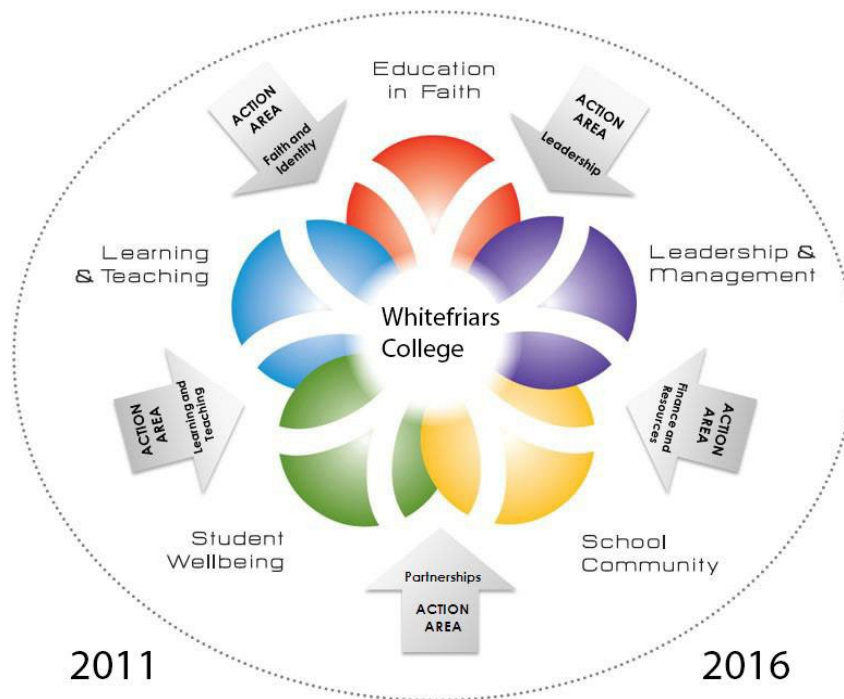 Education
in Faith
ACTION
AREA
Faith and
Identity
ACTION
AREA
Leadership
Learning
& Teaching
Leadership &
Management
Whitefriars
College
ACTION
AREA
Learning and
Teaching
Finance and
Resources
ACTION
AREA
Student
Wellbeing
School
Community
Partnerships
ACTION
AREA
2011
2016